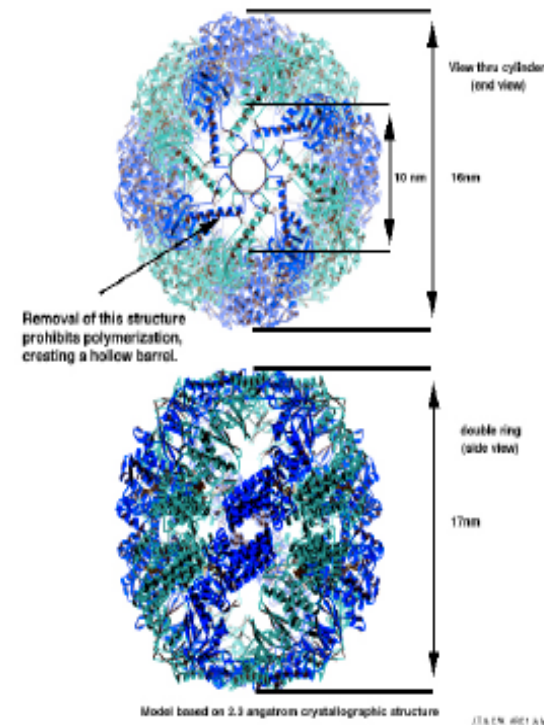 View thru cylinder
(end view)
10 nm
16nm
Removal of this structure
prohibits polymerization,
creating a hollow barrel.
double ring
(side view)
17nm
Model based on 2.3 angstrom crystallographic structure